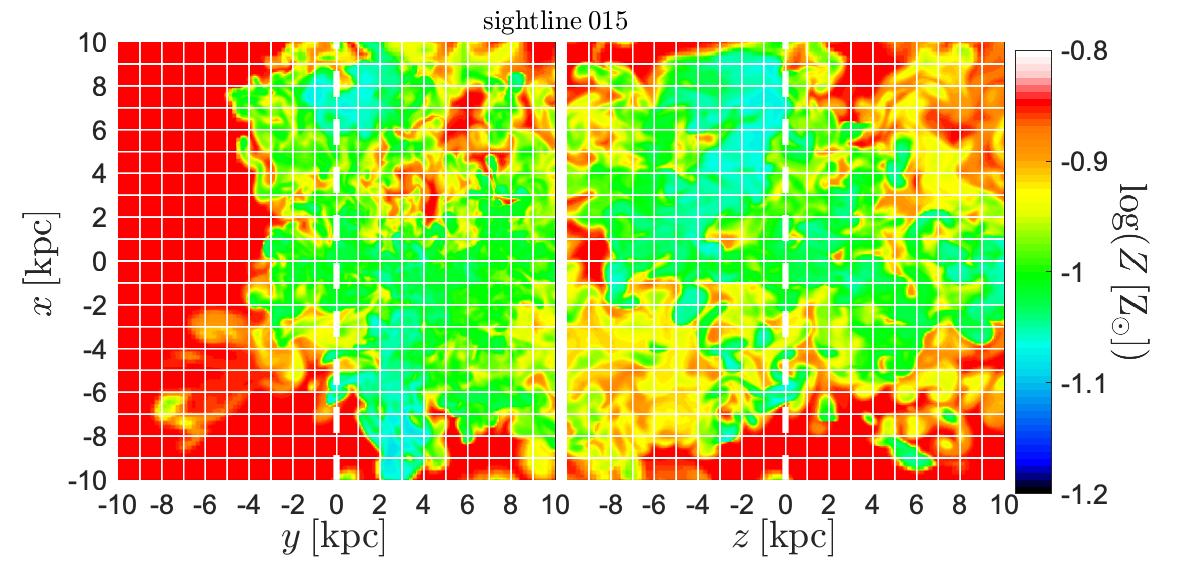 sightline 015
10
8
6
4
2
0
-2
-4
-6
-8
-10
x [kpc]
-10 -8 -6 -4 -2 0 2 4 6 8 10
y [kpc]
-8 -6 -4 -2 0 2 4 6 8 10
z [kpc]
-0.8
-0.9
-1
-1.1
-1.2
log(Z [Z⊙])